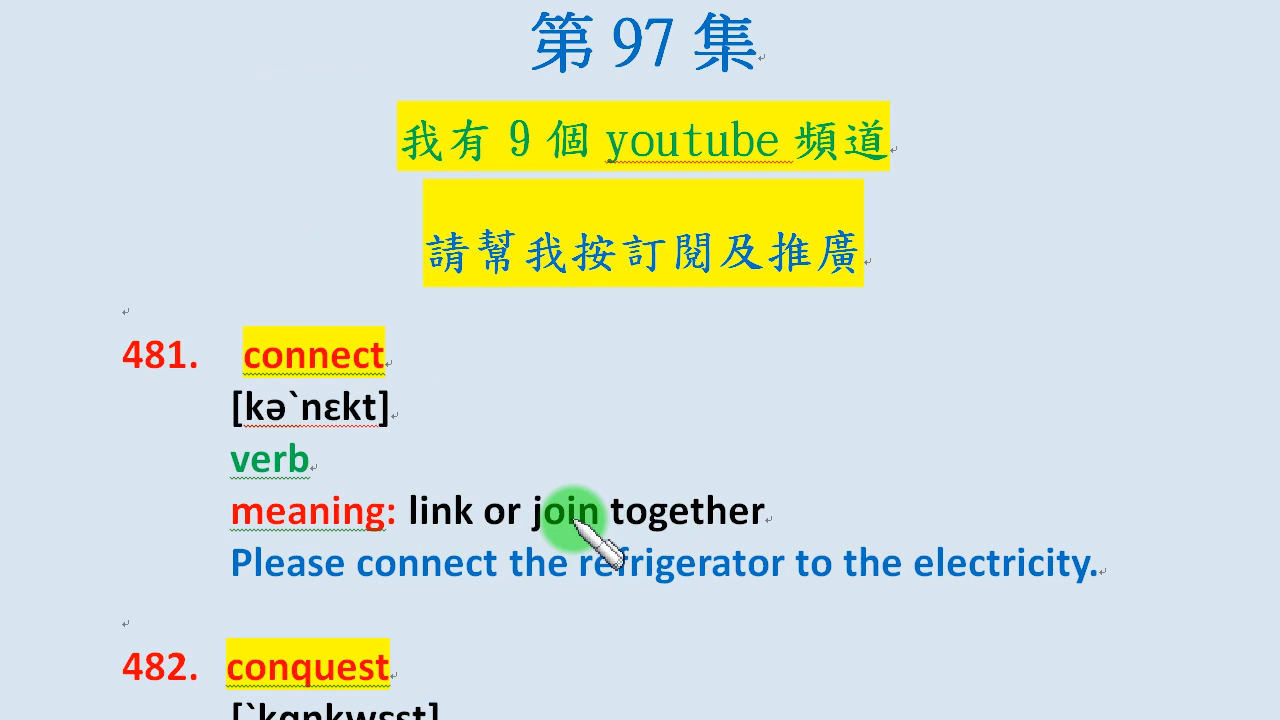 第 97 集
我有 9 個 youtube 頻道
請幫我按訂閱及推廣
481. connect
[kə`nɛkt]
verb
meaning: link or join together
Please connect the refrigerator to the electricity.
482. conquest
[`kɑnkwɛst]